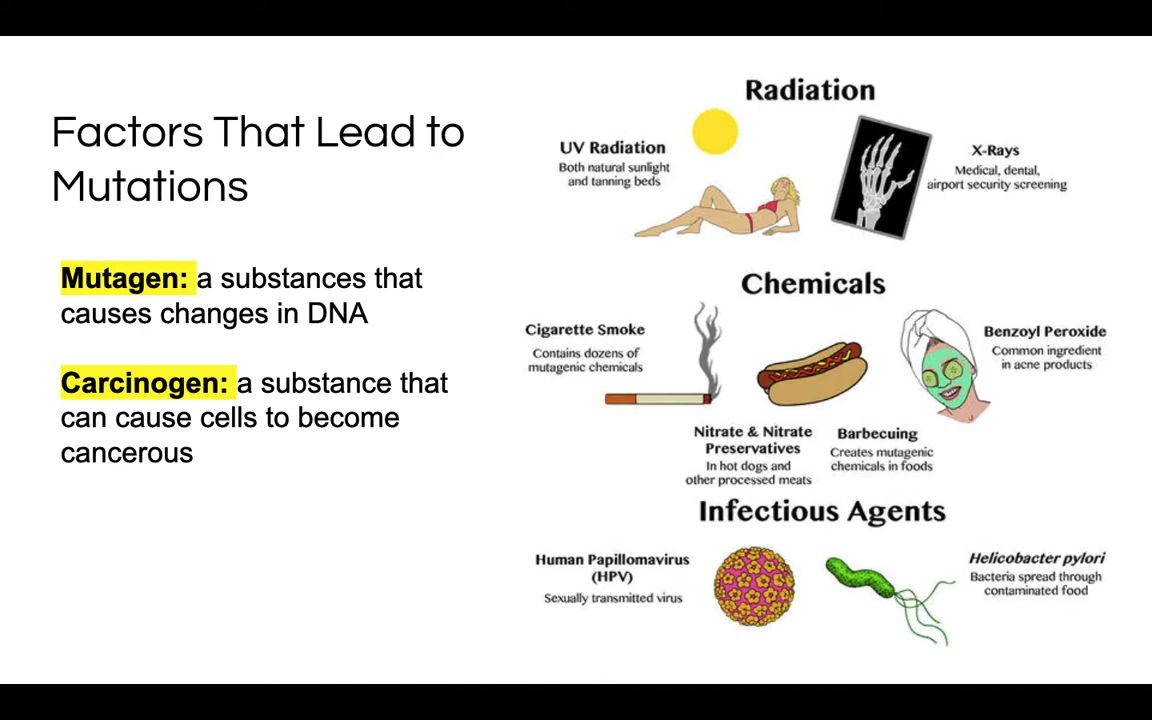 Factors That Lead to
Mutations
Mutagen: a substances that
causes changes in DNA
Carcinogen: a substance that
can cause cells to become
cancerous
Radiation
UV Radiation
Both natural sunlight
and tanning beds
X-Rays
Medical, dental,
airport security screening
Chemicals
Cigarette Smoke
Contains dozens of
mutagenic chemicals
Benzoyl Peroxide
Common ingredient
in acne products
Nitrate & Nitrate
Preservatives
In hot dogs and
other processed meats
Barbecuing
Creates mutagenic
chemicals in foods
Infectious Agents
Human Papillomavirus
(HPV)
Sexually transmitted virus
Helicobacter pylori
Bacteria spread through
contaminated food